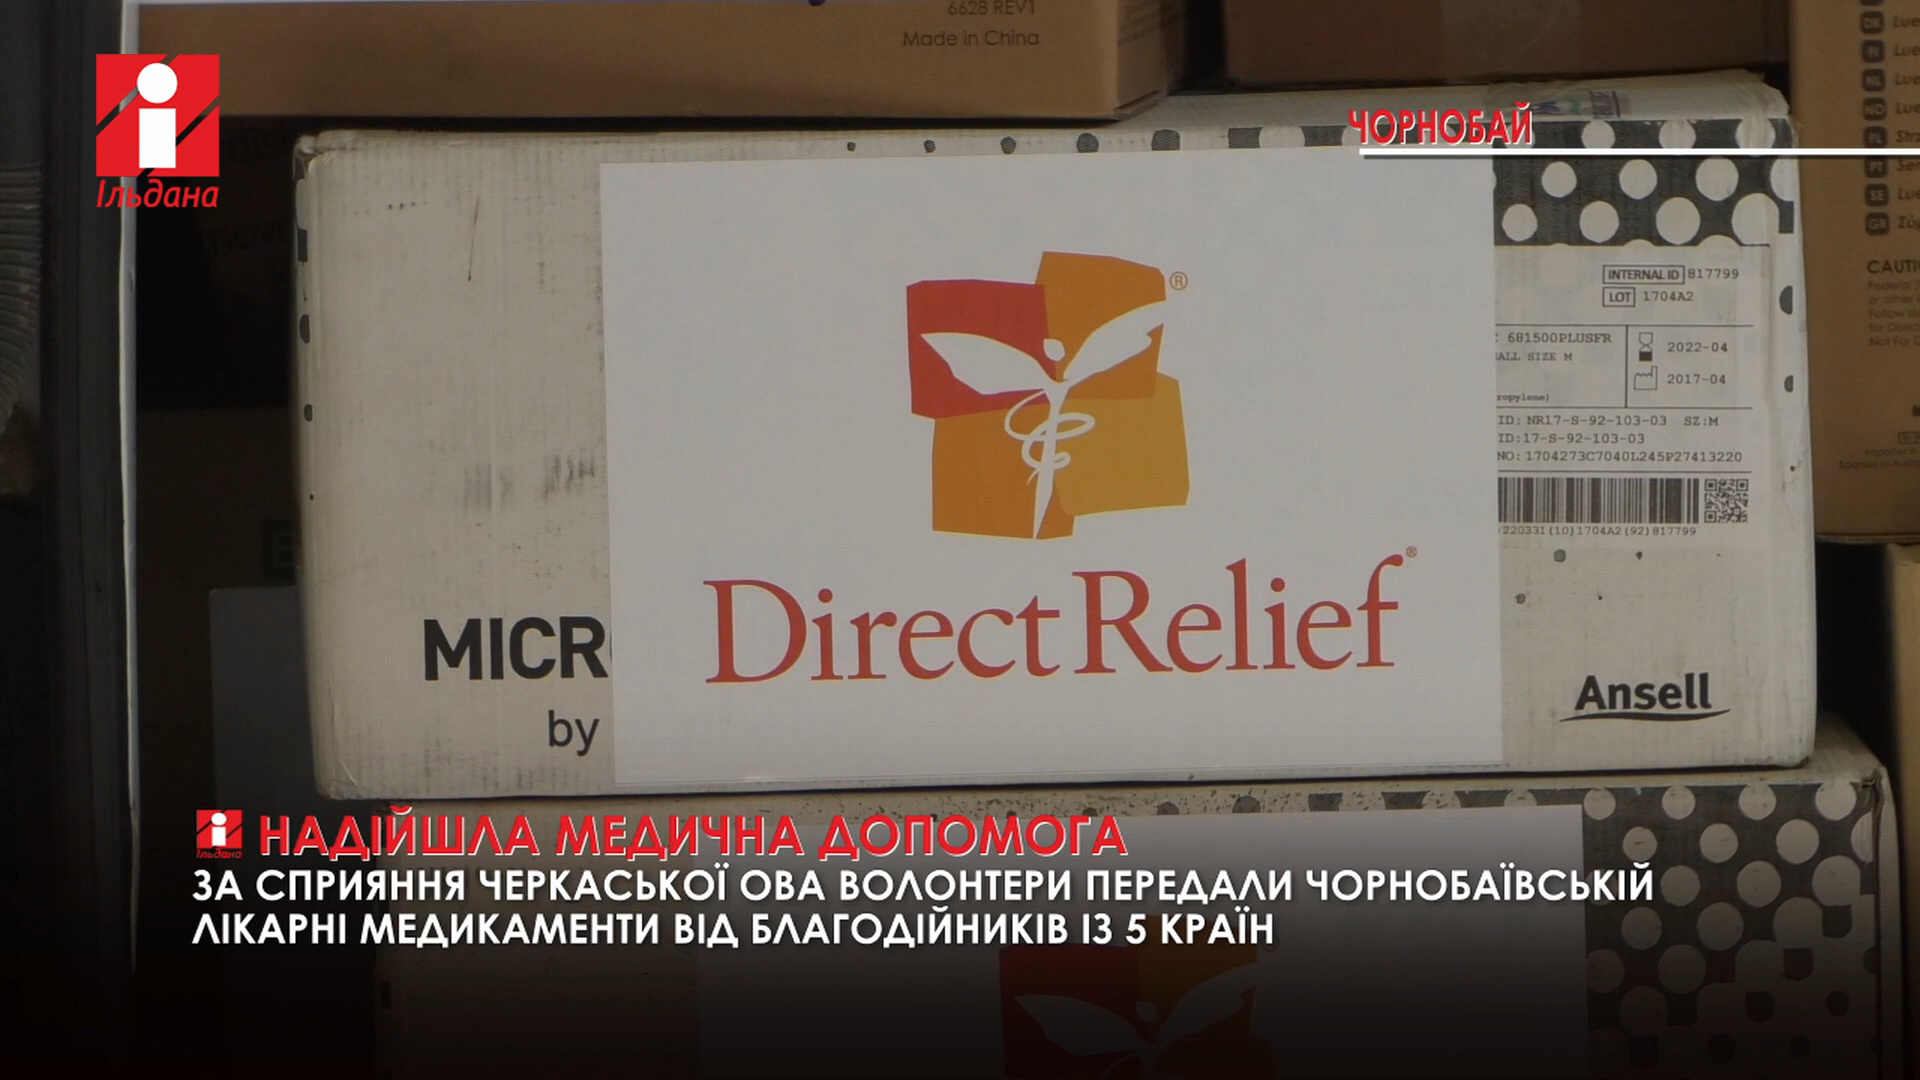 6628 REV1
Made in China
Ільдана
ЧОРНОБАЙ
INTERNAL ID 817799
LOT 1704A2
681500PLUSFR
SIZE M
2022-04
2017-04
ID: NR17-S-92-103-03 SZ:M
ID:17-S-92-103-03
NO: 1704273C7040L245P27413220
220331(10)1704A2(92)817799
®
DirectRelief®
MICR
by
Ansell
CAUTI
Ільдана
НАДІЙШЛА МЕДИЧНА ДОПОМОГА
ЗА СПРИЯННЯ ЧЕРКАСЬКОЇ ОВА ВОЛОНТЕРИ ПЕРЕДАЛИ ЧОРНОБАЇВСЬКІЙ
ЛІКАРНІ МЕДИКАМЕНТИ ВІД БЛАГОДІЙНИКІВ ІЗ 5 КРАЇН